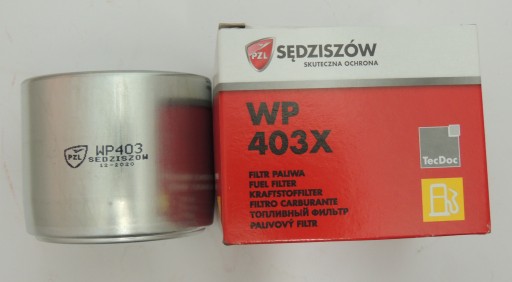 PZL
WP403
SĘDZISZÓW
11-2020
PZL
SĘDZISZÓW
SKUTECZNA OCHRONA
WP
403X
FILTR PALIWA
FUEL FILTER
KRAFTSTOFFILTER
FILTRO CARBURANTE
ТОПЛИВНЫЙ ФИЛЬТР
PALIVOVÝ FILTR
TecDoc